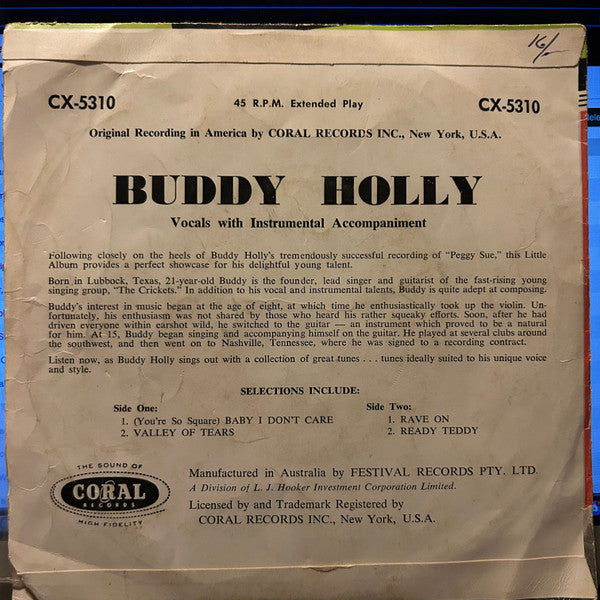 16/-
CX-5310 45 R.P.M. Extended Play CX-5310
Original Recording in America by CORAL RECORDS INC., New York, U.S.A.
BUDDY HOLLY
Vocals with Instrumental Accompaniment
Following closely on the heels of Buddy Holly's tremendously successful recording of "Peggy Sue," this Little
Album provides a perfect showcase for his delightful young talent.
Born in Lubbock, Texas, 21-year-old Buddy is the founder, lead singer and guitarist of the fast-rising young
singing group, "The Crickets." In addition to his vocal and instrumental talents, Buddy is quite adept at composing.
Buddy's interest in music began at the age of eight, at which time he enthusiastically took up the violin. Un-
fortunately, his enthusiasm was not shared by those who heard his rather squeaky efforts. Soon, after he had
driven everyone within earshot wild, he switched to the guitar — an instrument which proved to be a natural
for him. At 15, Buddy began singing and accompanying himself on the guitar. He played at several clubs around
the southwest, and then went on to Nashville, Tennessee, where he was signed to a recording contract.
Listen now, as Buddy Holly sings out with a collection of great tunes . . . tunes ideally suited to his unique voice
and style.
SELECTIONS INCLUDE:
Side One:
1. (You're So Square) BABY I DON'T CARE
2. VALLEY OF TEARS
Side Two:
1. RAVE ON
2. READY TEDDY
THE SOUND OF
CORAL
RECORDS
HIGH FIDELITY
Manufactured in Australia by FESTIVAL RECORDS PTY. LTD.
A Division of L. J. Hooker Investment Corporation Limited.
Licensed by and Trademark Registered by
CORAL RECORDS INC., New York, U.S.A.